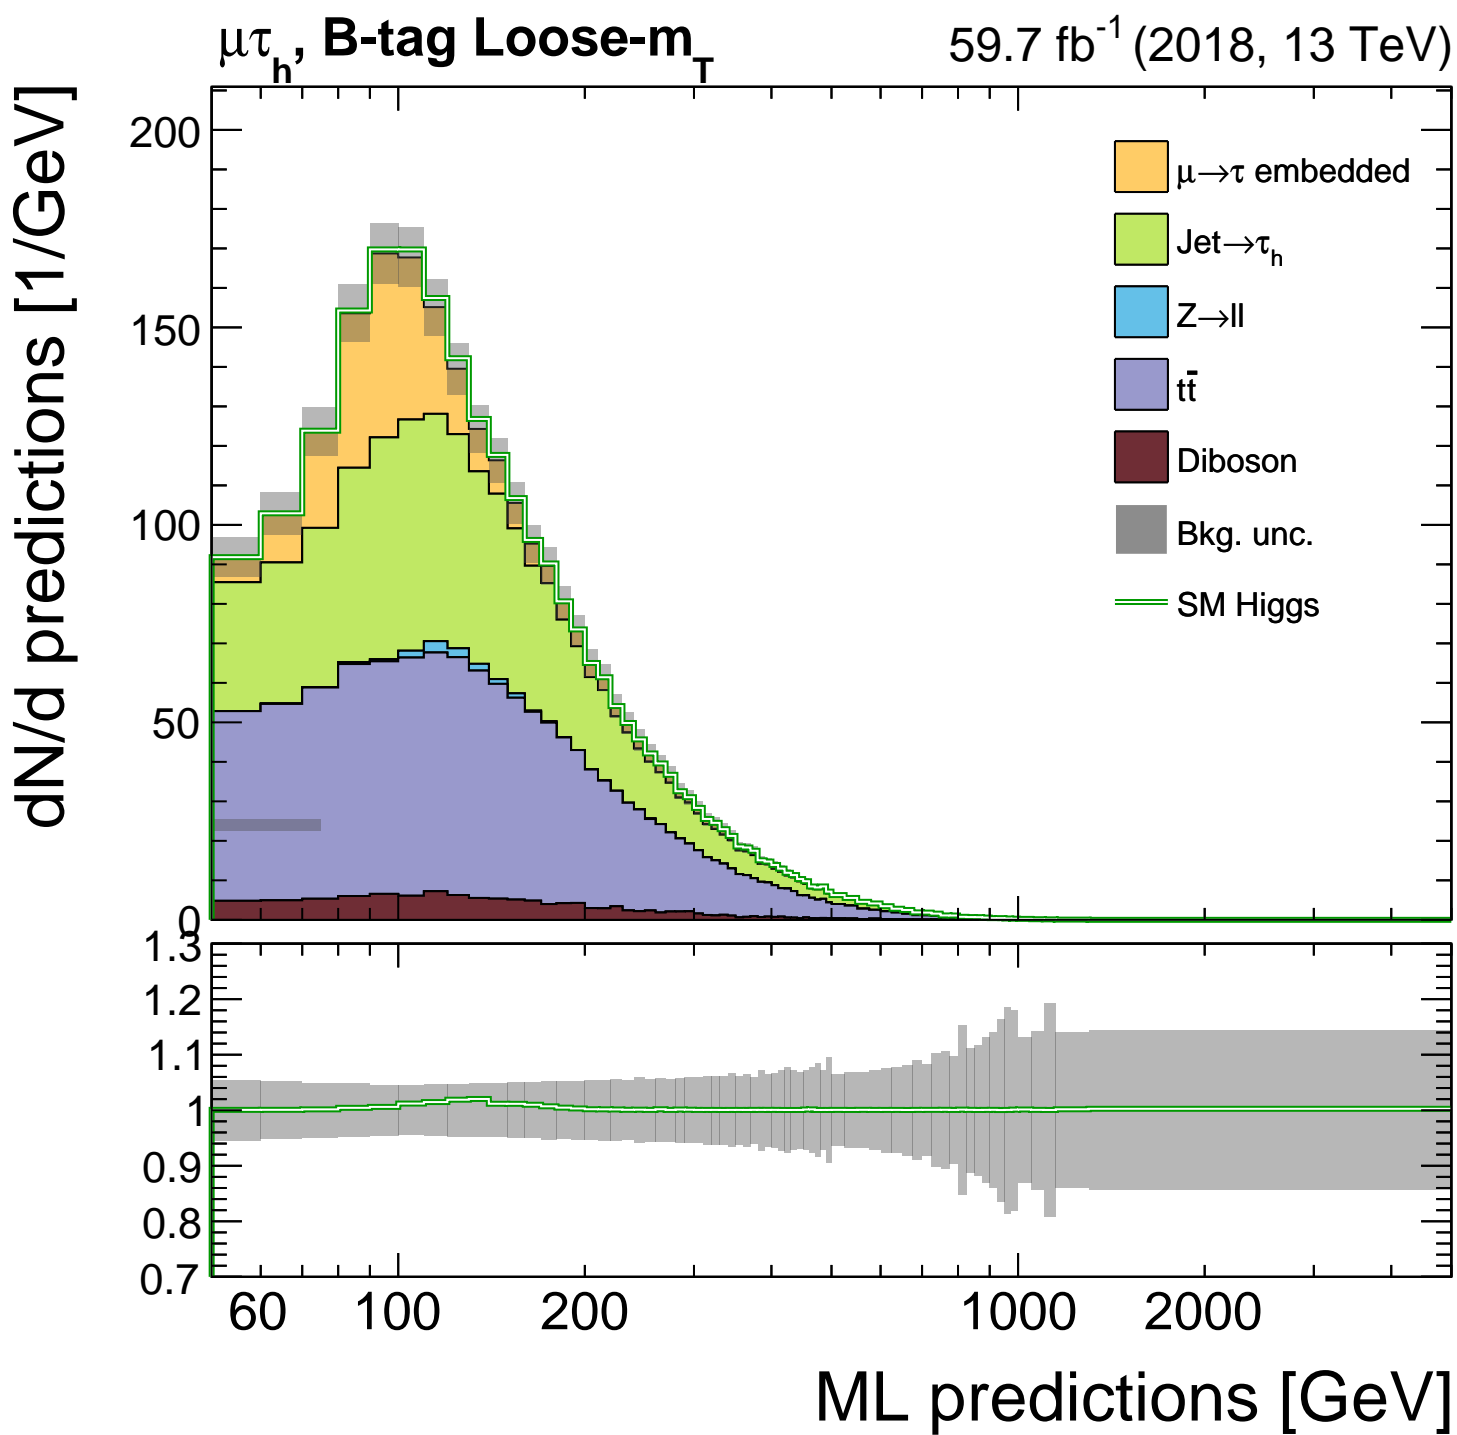 μτh, B-tag Loose-mT
59.7 fb-1 (2018, 13 TeV)
dN/d predictions [1/GeV]
200
150
100
50
0
μ→τ embedded
Jet→τh
Z→ll
tt̄
Diboson
Bkg. unc.
SM Higgs
1.3
1.2
1.1
1
0.9
0.8
0.7
60 100 200 1000 2000
ML predictions [GeV]